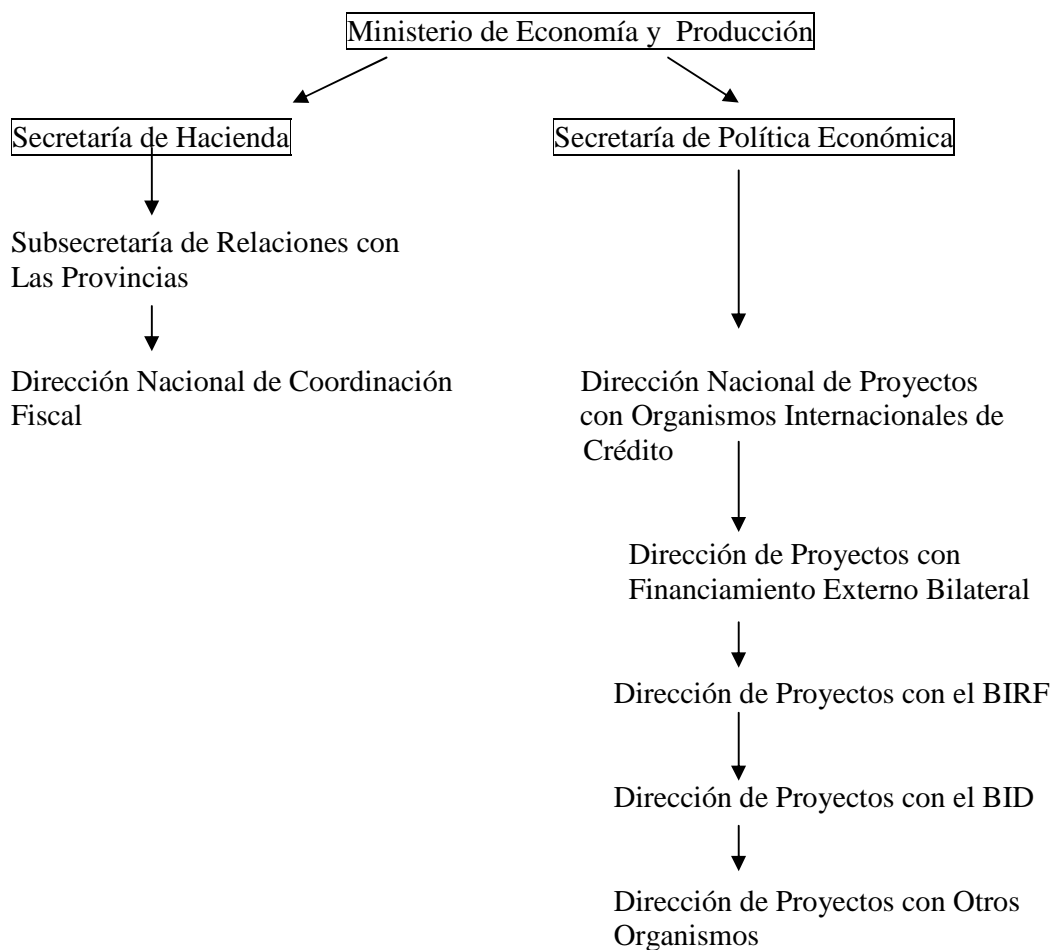 Ministerio de Economía y Producción
Secretaría de Hacienda
Secretaría de Política Económica
Subsecretaría de Relaciones con
Las Provincias
Dirección Nacional de Coordinación
Fiscal
Dirección Nacional de Proyectos
con Organismos Internacionales de
Crédito
Dirección de Proyectos con
Financiamiento Externo Bilateral
Dirección de Proyectos con el BIRF
Dirección de Proyectos con el BID
Dirección de Proyectos con Otros
Organismos